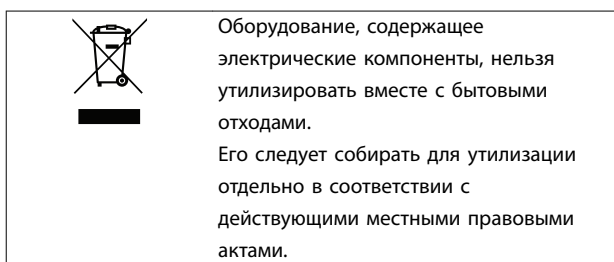 Оборудование, содержащее
электрические компоненты, нельзя
утилизировать вместе с бытовыми
отходами.
Его следует собирать для утилизации
отдельно в соответствии с
действующими местными правовыми
актами.